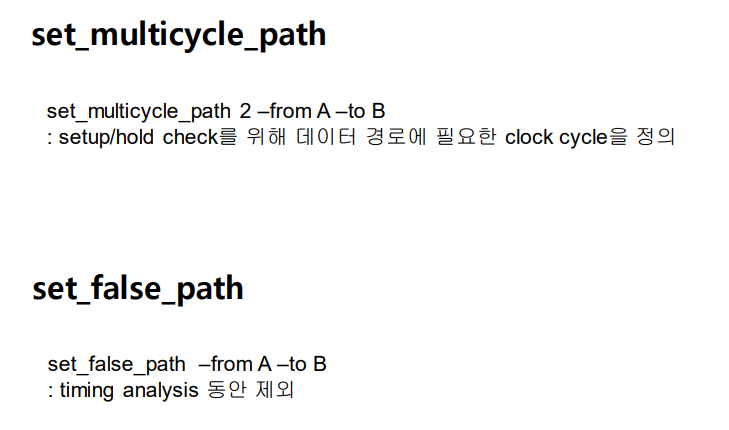 set_multicycle_path
set_multicycle_path 2 –from A –to B
: setup/hold check를 위해 데이터 경로에 필요한 clock cycle을 정의
set_false_path
set_false_path –from A –to B
: timing analysis 동안 제외